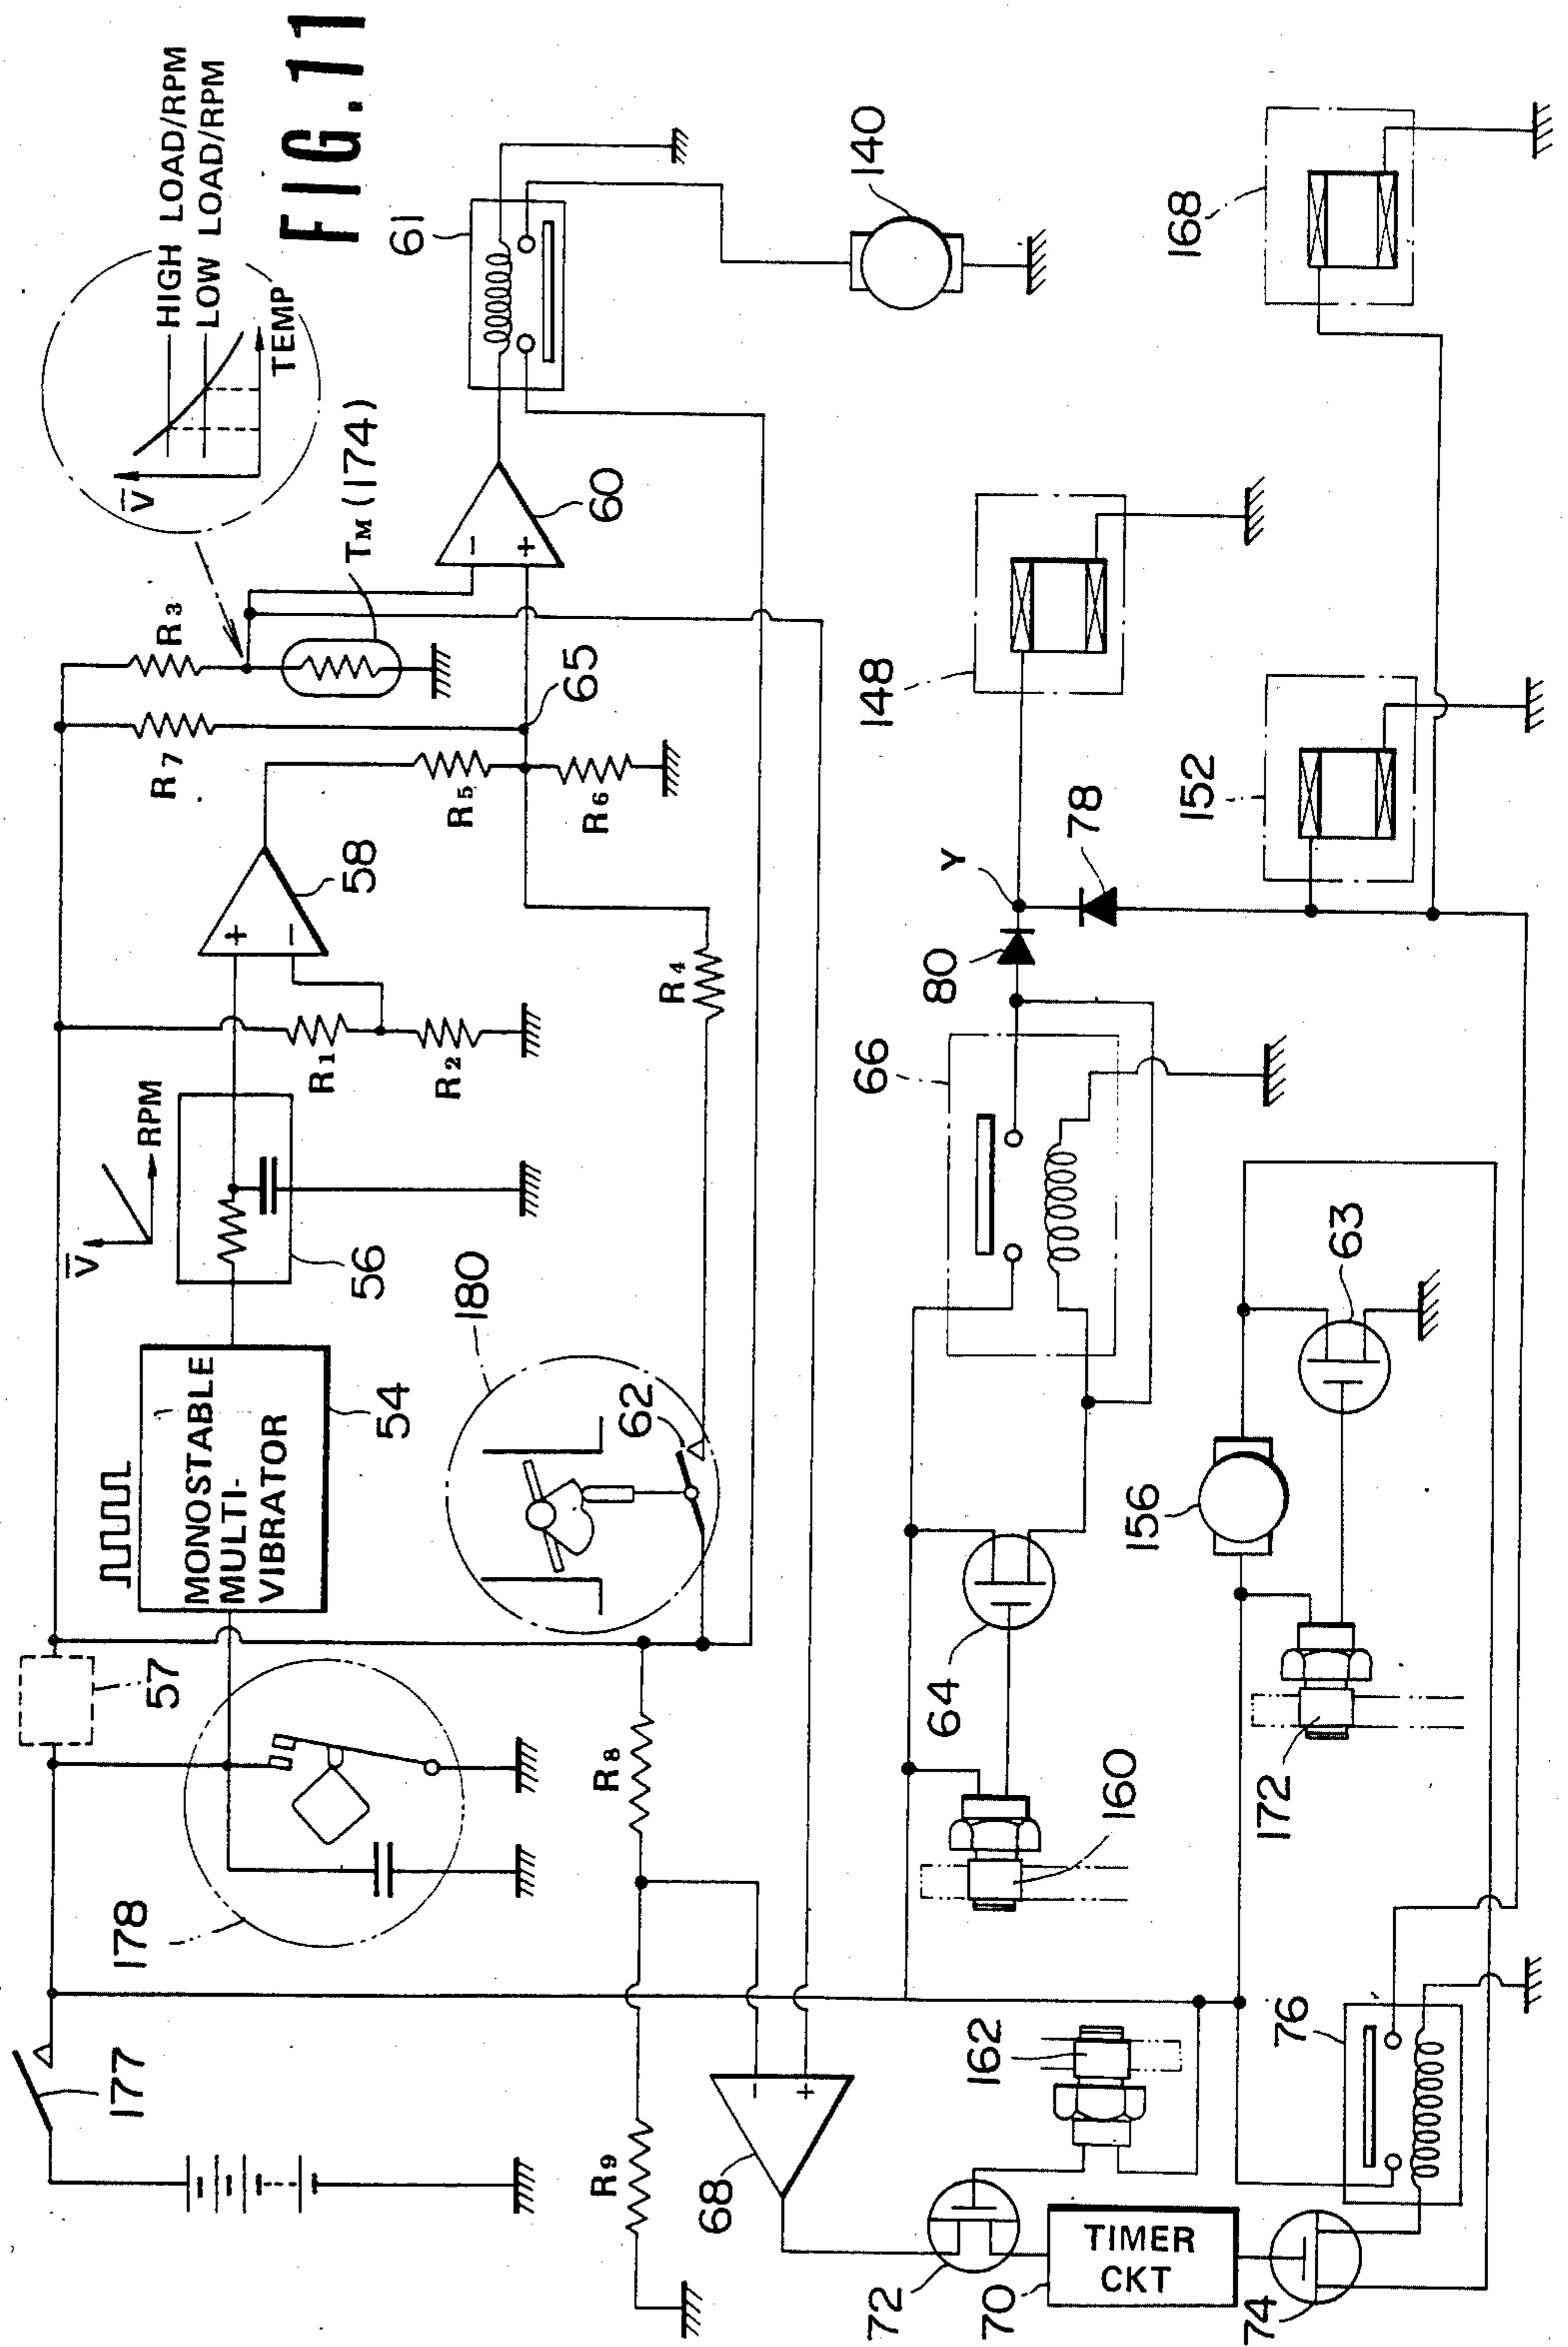 FIG.11
HIGH LOAD/RPM
LOW LOAD/RPM
V̄
TEMP
61
140
168
TM (174)
60
R3
65
R7
R5
R6
58
148
152
78
Y
80
R4
R1
R2
V̄
RPM
56
66
63
180
62
MONOSTABLE
MULTI-
VIBRATOR
54
156
57
64
178
R8
160
172
177
162
76
R9
68
72
70
TIMER
CKT
74
+
−
−
+
−
+